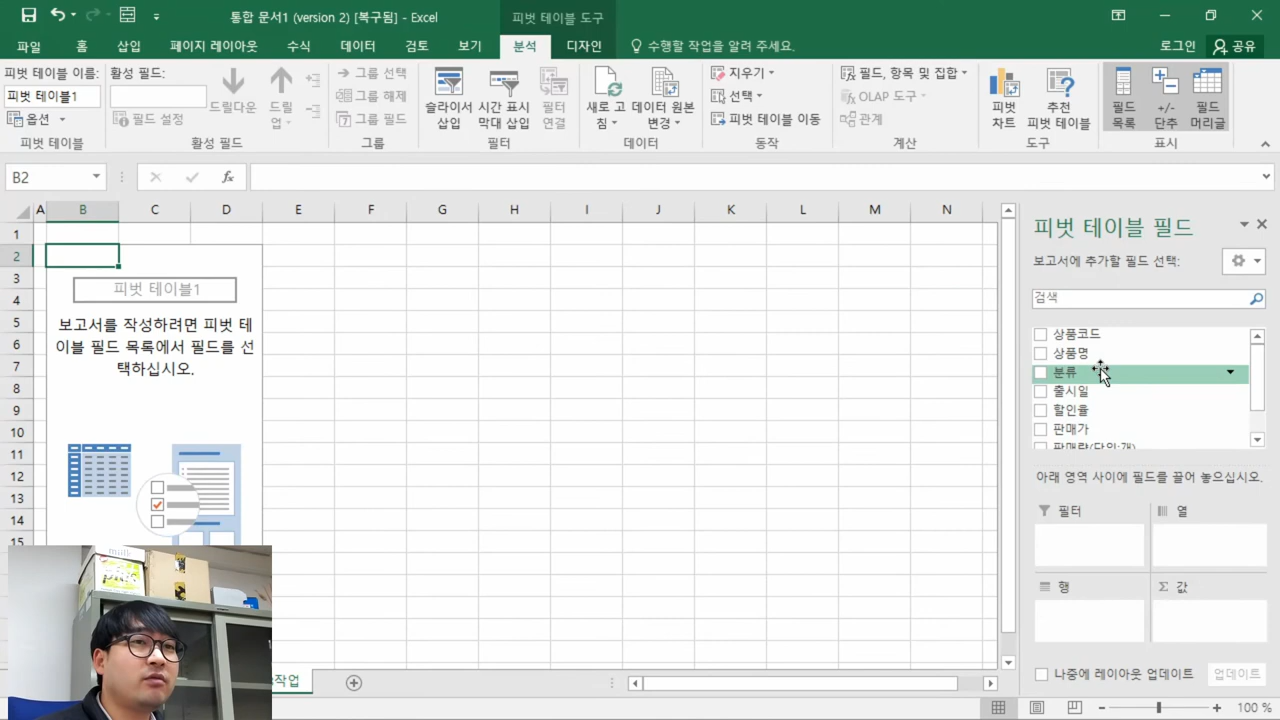 통합 문서1 (version 2) [복구됨] - Excel
피벗 테이블 도구
파일 홈 삽입 페이지 레이아웃 수식 데이터 검토 보기 분석 디자인 수행할 작업을 알려 주세요. 로그인 공유
피벗 테이블 이름:
피벗 테이블1
옵션
피벗 테이블
활성 필드:
필드 설정
드릴다운
드릴
업
활성 필드
그룹 선택
그룹 해제
그룹 필드
그룹
슬라이서
삽입
시간 표시
막대 삽입
필터
연결
필터
새로 고
침
데이터 원본
변경
데이터
지우기
선택
피벗 테이블 이동
동작
필드, 항목 및 집합
OLAP 도구
관계
계산
피벗
차트
추천
피벗 테이블
도구
필드
목록
+/-
단추
필드
머리글
표시
B2
fx
A B C D E F G H I J K L M N
1
2
3
4
5
6
7
8
9
10
11
12
13
14
15
피벗 테이블1
보고서를 작성하려면 피벗 테
이블 필드 목록에서 필드를 선
택하십시오.
피벗 테이블 필드
보고서에 추가할 필드 선택:
검색
상품코드
상품명
분류
출시일
할인율
판매가
판매량(단위:개)
아래 영역 사이에 필드를 끌어 놓으십시오.
필터
열
행
Σ 값
나중에 레이아웃 업데이트
업데이트
작업
100 %